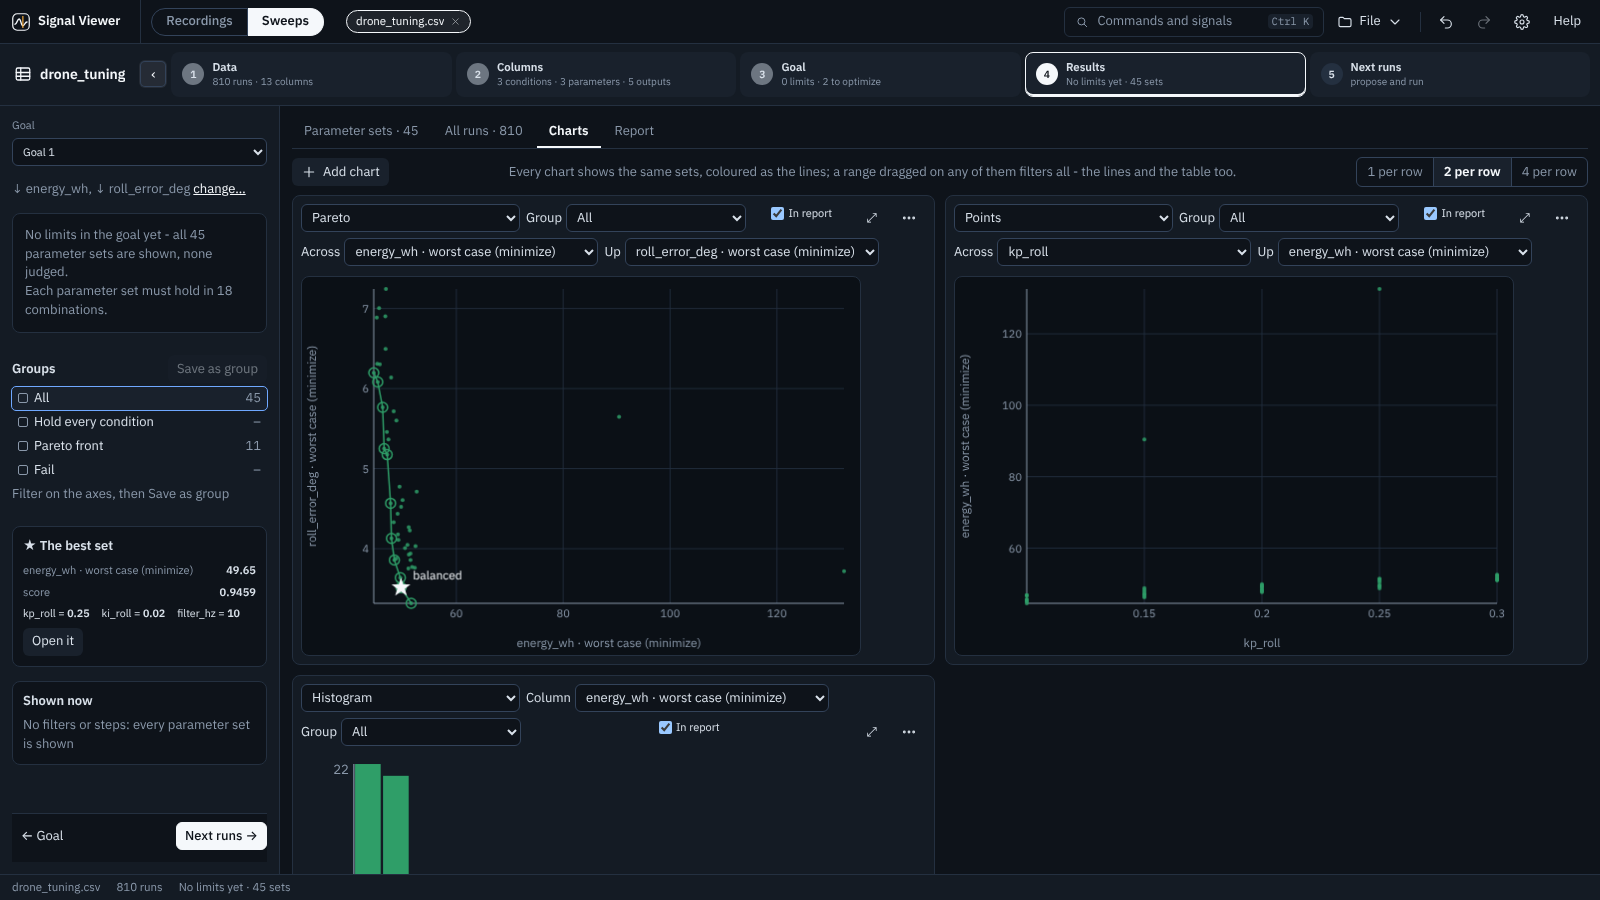 Signal Viewer
Recordings
Sweeps
drone_tuning.csv ×
Commands and signals
Ctrl K
File
Help
drone_tuning
‹
1 Data
810 runs · 13 columns
2 Columns
3 conditions · 3 parameters · 5 outputs
3 Goal
0 limits · 2 to optimize
4 Results
No limits yet · 45 sets
5 Next runs
propose and run
Goal
Goal 1
↓ energy_wh, ↓ roll_error_deg change...
No limits in the goal yet - all 45
parameter sets are shown, none
judged.
Each parameter set must hold in 18
combinations.
Groups
Save as group
All 45
Hold every condition –
Pareto front 11
Fail –
Filter on the axes, then Save as group
★ The best set
energy_wh · worst case (minimize) 49.65
score 0.9459
kp_roll = 0.25 ki_roll = 0.02 filter_hz = 10
Open it
Shown now
No filters or steps: every parameter set
is shown
← Goal
Next runs →
Parameter sets · 45
All runs · 810
Charts
Report
+ Add chart
Every chart shows the same sets, coloured as the lines; a range dragged on any of them filters all - the lines and the table too.
1 per row
2 per row
4 per row
Pareto
Group All
In report
Across energy_wh · worst case (minimize)
Up roll_error_deg · worst case (minimize)
roll_error_deg · worst case (minimize)
7
6
5
4
balanced
60
80
100
120
energy_wh · worst case (minimize)
Points
Group All
In report
Across kp_roll
Up energy_wh · worst case (minimize)
energy_wh · worst case (minimize)
120
100
80
60
0.15
0.2
0.25
0.3
kp_roll
Histogram
Column energy_wh · worst case (minimize)
Group All
In report
22
drone_tuning.csv 810 runs No limits yet · 45 sets